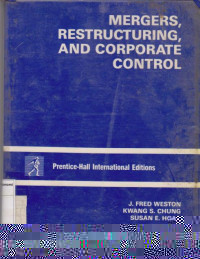 MERGERS,
RESTRUCTURING,
AND CORPORATE
CONTROL
Prentice-Hall International Editions
J. FRED WESTON
KWANG S. CHUNG
SUSAN E. HOAG